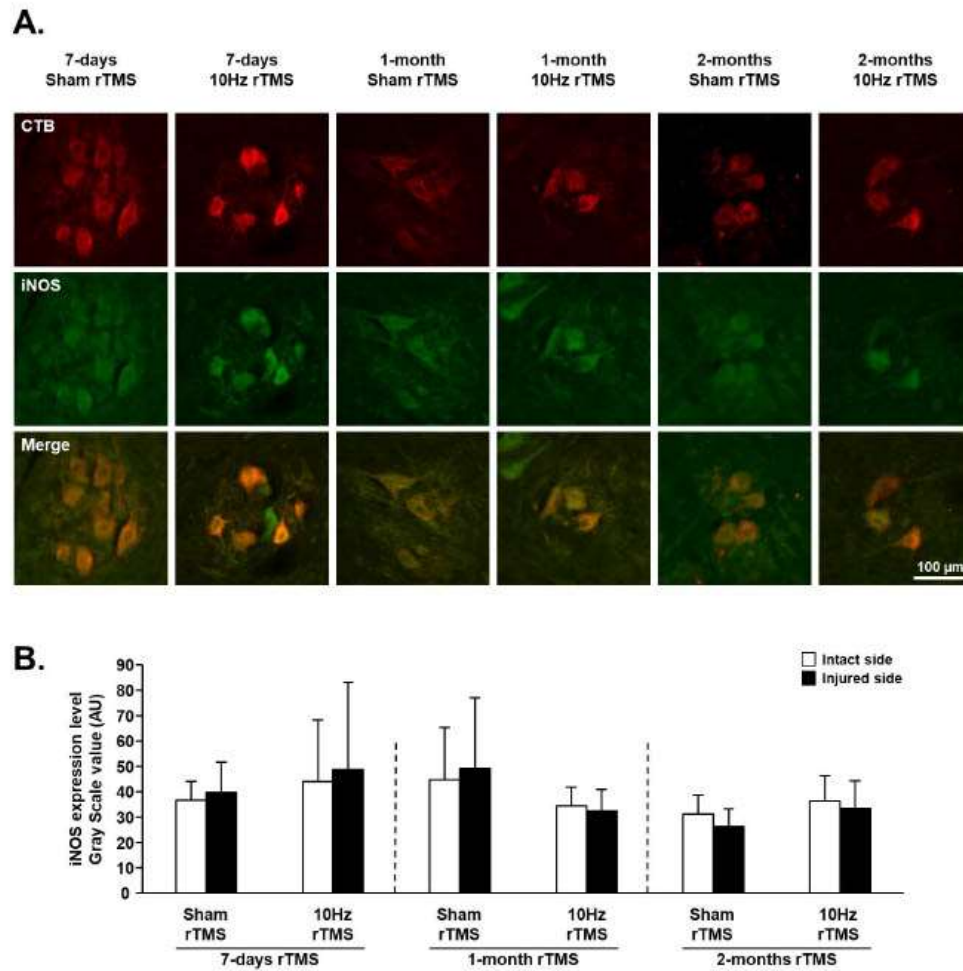 A.
7-days
Sham rTMS
7-days
10Hz rTMS
1-month
Sham rTMS
1-month
10Hz rTMS
2-months
Sham rTMS
2-months
10Hz rTMS
CTB
iNOS
Merge
100 µm
B.
Intact side
Injured side
iNOS expression level
Gray Scale value (AU)
90
80
70
60
50
40
30
20
10
0
Sham
rTMS
10Hz
rTMS
Sham
rTMS
10Hz
rTMS
Sham
rTMS
10Hz
rTMS
7-days rTMS
1-month rTMS
2-months rTMS